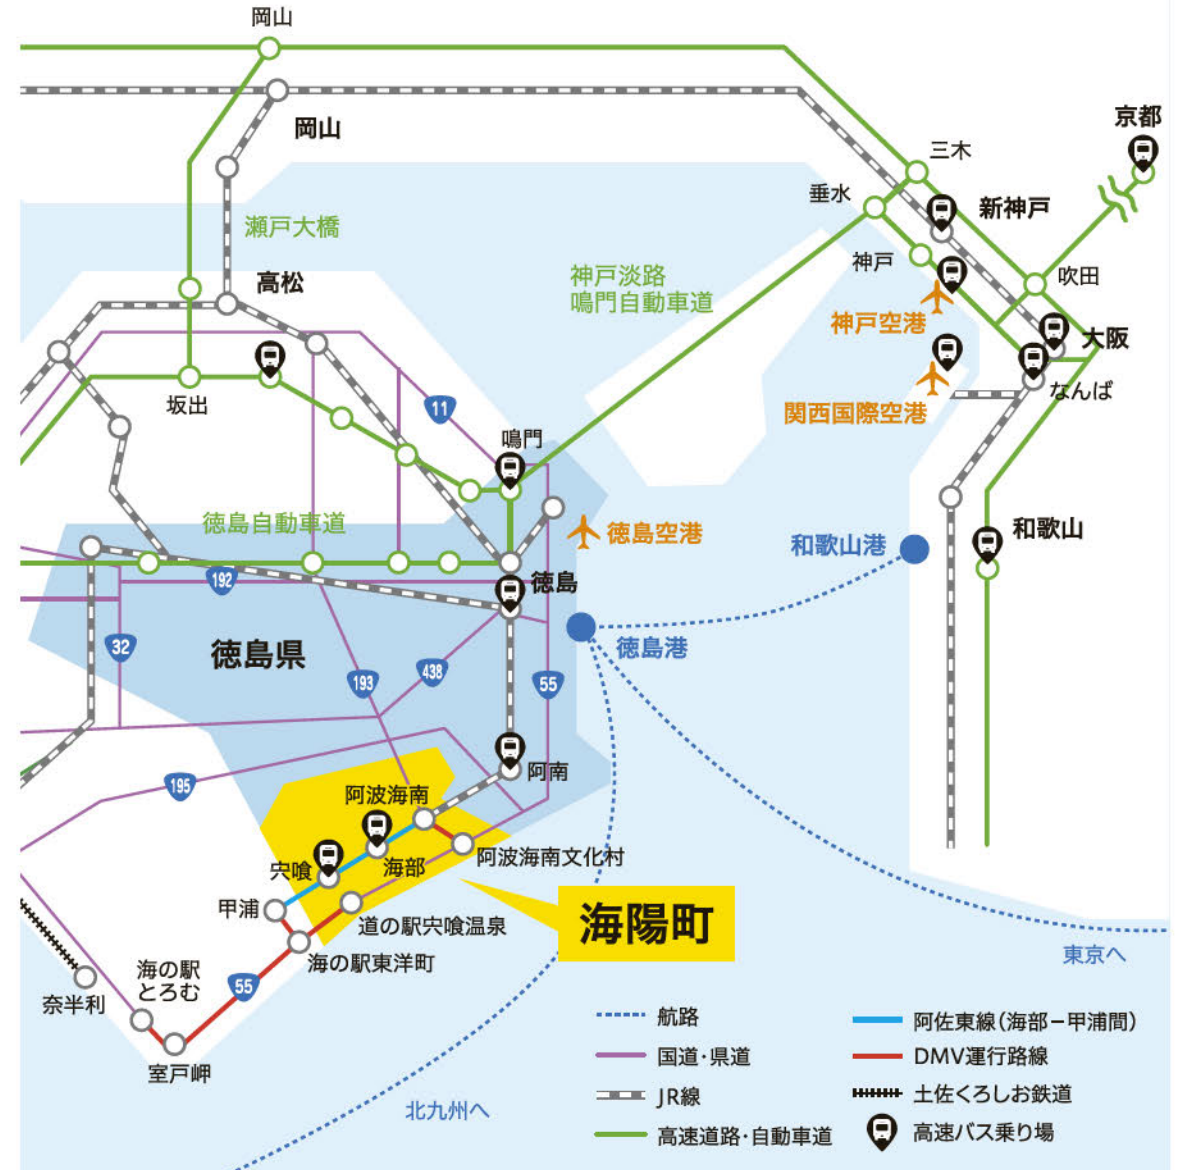 岡山
京都
岡山
三木
垂水
新神戸
瀬戸大橋
神戸
吹田
高松
神戸淡路
鳴門自動車道
神戸空港
大阪
なんば
坂出
11
関西国際空港
鳴門
徳島自動車道
徳島空港
和歌山港
和歌山
192
徳島
徳島県
32
徳島港
193
438
55
195
阿南
阿波海南
宍喰
海部
阿波海南文化村
甲浦
道の駅宍喰温泉
海陽町
海の駅東洋町
東京へ
海の駅
とろむ
55
奈半利
室戸岬
北九州へ
航路
国道・県道
JR線
高速道路・自動車道
阿佐東線(海部−甲浦間)
DMV運行路線
土佐くろしお鉄道
高速バス乗り場